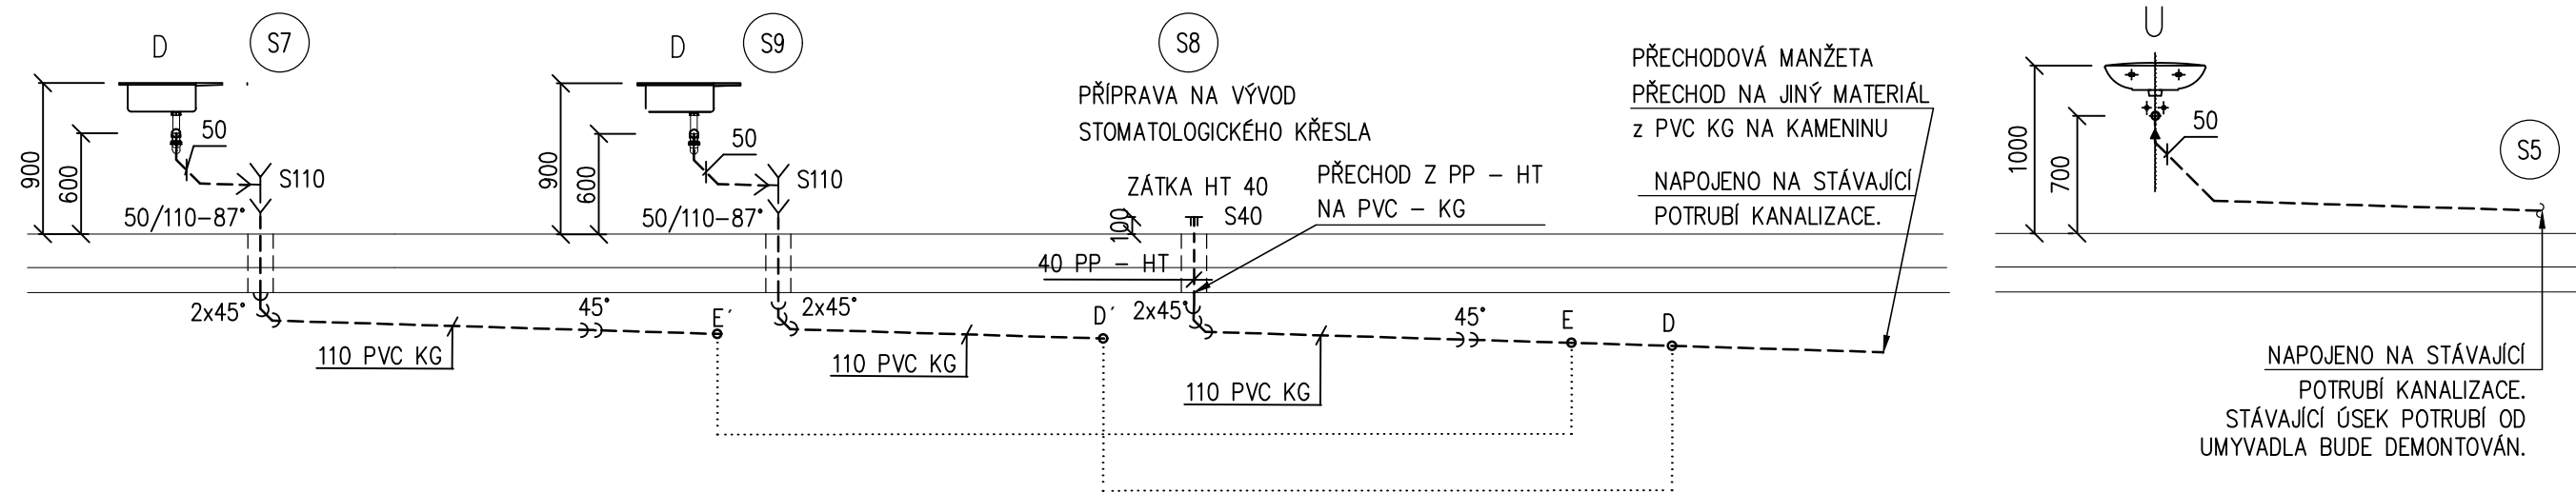 D
S7
900
600
50
S110
50/110-87°
2x45°
110 PVC KG
45°
E´
D
S9
900
600
50
S110
50/110-87°
2x45°
110 PVC KG
D´
S8
PŘÍPRAVA NA VÝVOD
STOMATOLOGICKÉHO KŘESLA
ZÁTKA HT 40
S40
100
PŘECHOD Z PP - HT
NA PVC - KG
40 PP - HT
2x45°
110 PVC KG
45°
E
D
PŘECHODOVÁ MANŽETA
PŘECHOD NA JINÝ MATERIÁL
z PVC KG NA KAMENINU
NAPOJENO NA STÁVAJÍCÍ
POTRUBÍ KANALIZACE.
U
1000
700
50
S5
NAPOJENO NA STÁVAJÍCÍ
POTRUBÍ KANALIZACE.
STÁVAJÍCÍ ÚSEK POTRUBÍ OD
UMYVADLA BUDE DEMONTOVÁN.